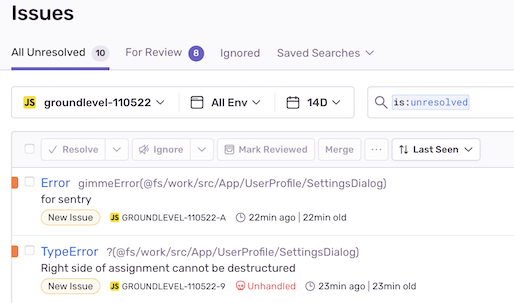 Issues
All Unresolved 10 For Review 8 Ignored Saved Searches
JS groundlevel-110522 All Env 14D is:unresolved
Resolve Ignore Mark Reviewed Merge ... Last Seen
Error gimmeError(@fs/work/src/App/UserProfile/SettingsDialog)
for sentry
New Issue JS GROUNDLEVEL-110522-A 22min ago | 22min old
TypeError ?(@fs/work/src/App/UserProfile/SettingsDialog)
Right side of assignment cannot be destructured
New Issue JS GROUNDLEVEL-110522-9 Unhandled 23min ago | 23min old